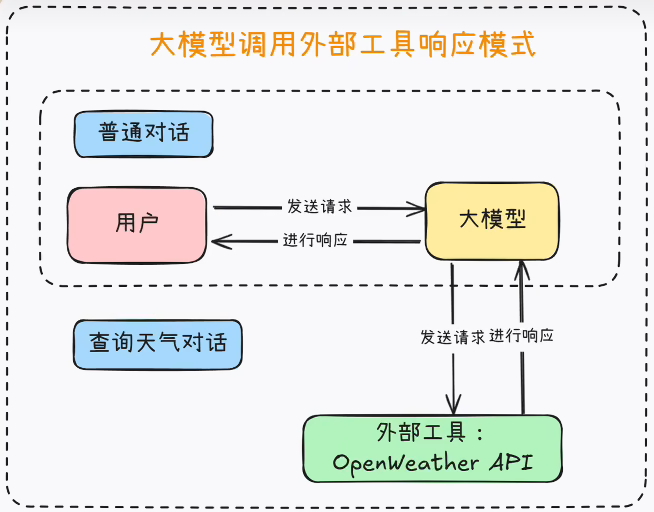 大模型调用外部工具响应模式
普通对话
用户
发送请求
进行响应
大模型
查询天气对话
发送请求
进行响应
外部工具：
OpenWeather API